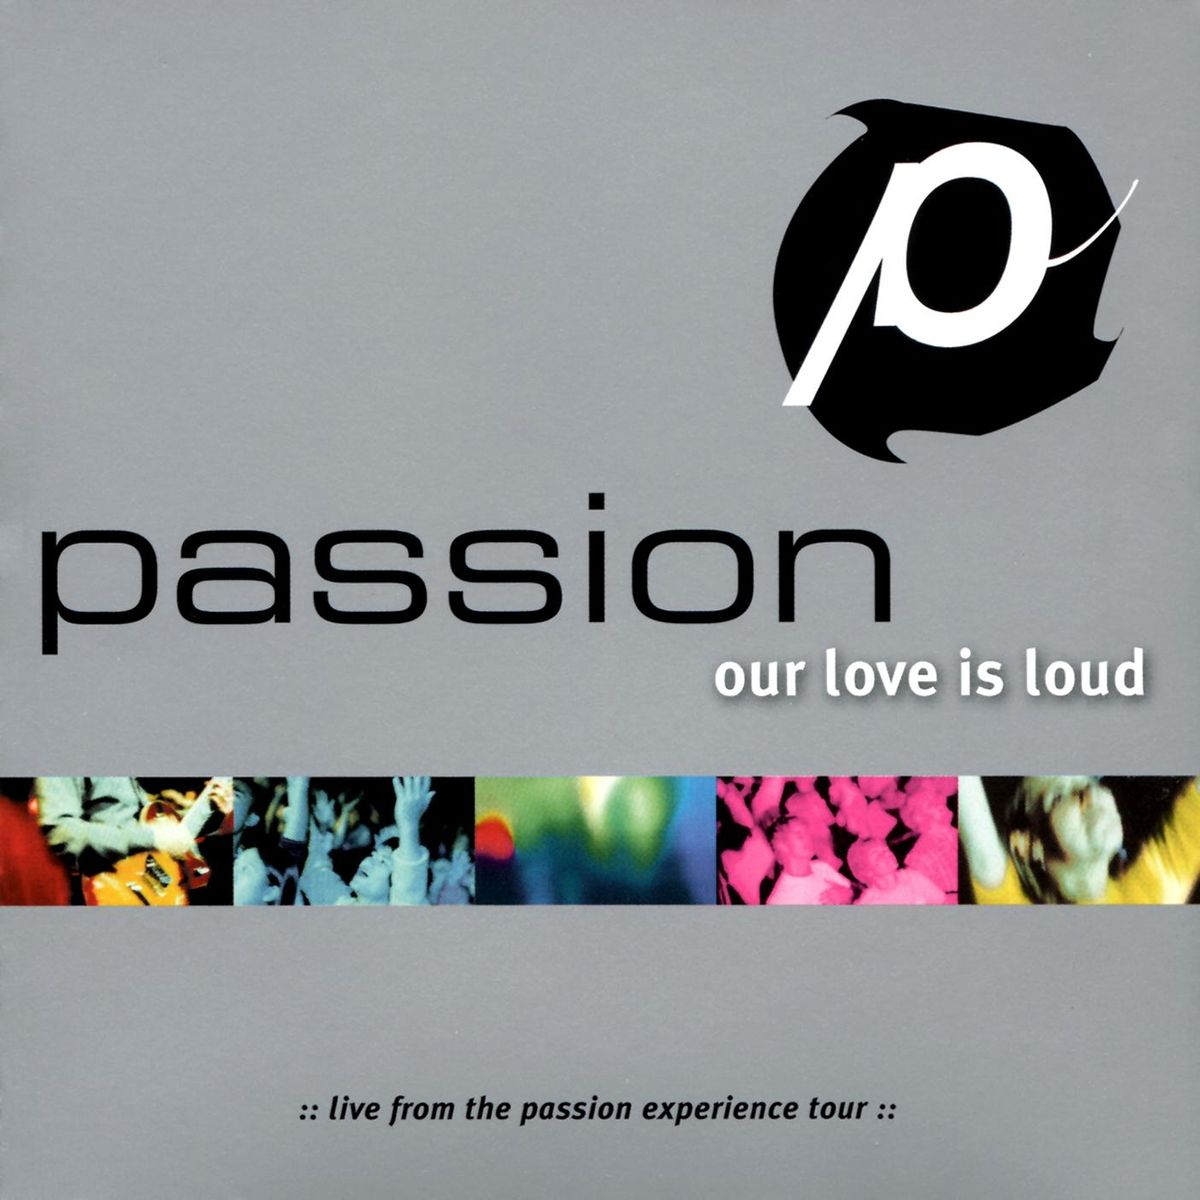 p
passion
our love is loud
:: live from the passion experience tour ::